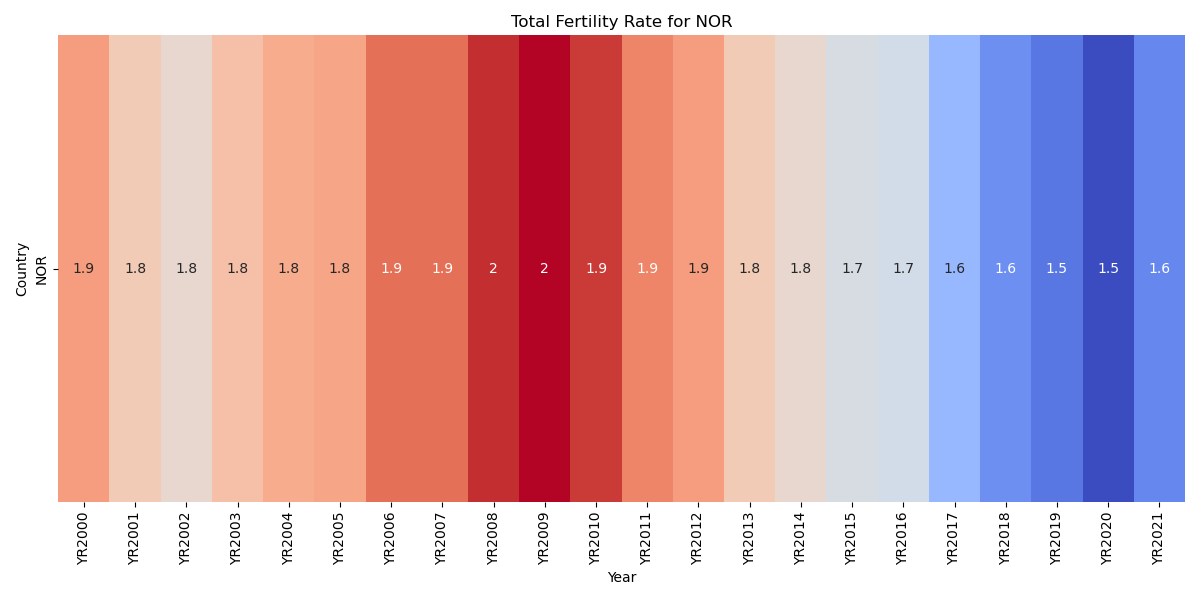 Total Fertility Rate for NOR
Country
NOR
1.9 1.8 1.8 1.8 1.8 1.8 1.9 1.9 2 2 1.9 1.9 1.9 1.8 1.8 1.7 1.7 1.6 1.6 1.5 1.5 1.6
YR2000 YR2001 YR2002 YR2003 YR2004 YR2005 YR2006 YR2007 YR2008 YR2009 YR2010 YR2011 YR2012 YR2013 YR2014 YR2015 YR2016 YR2017 YR2018 YR2019 YR2020 YR2021
Year